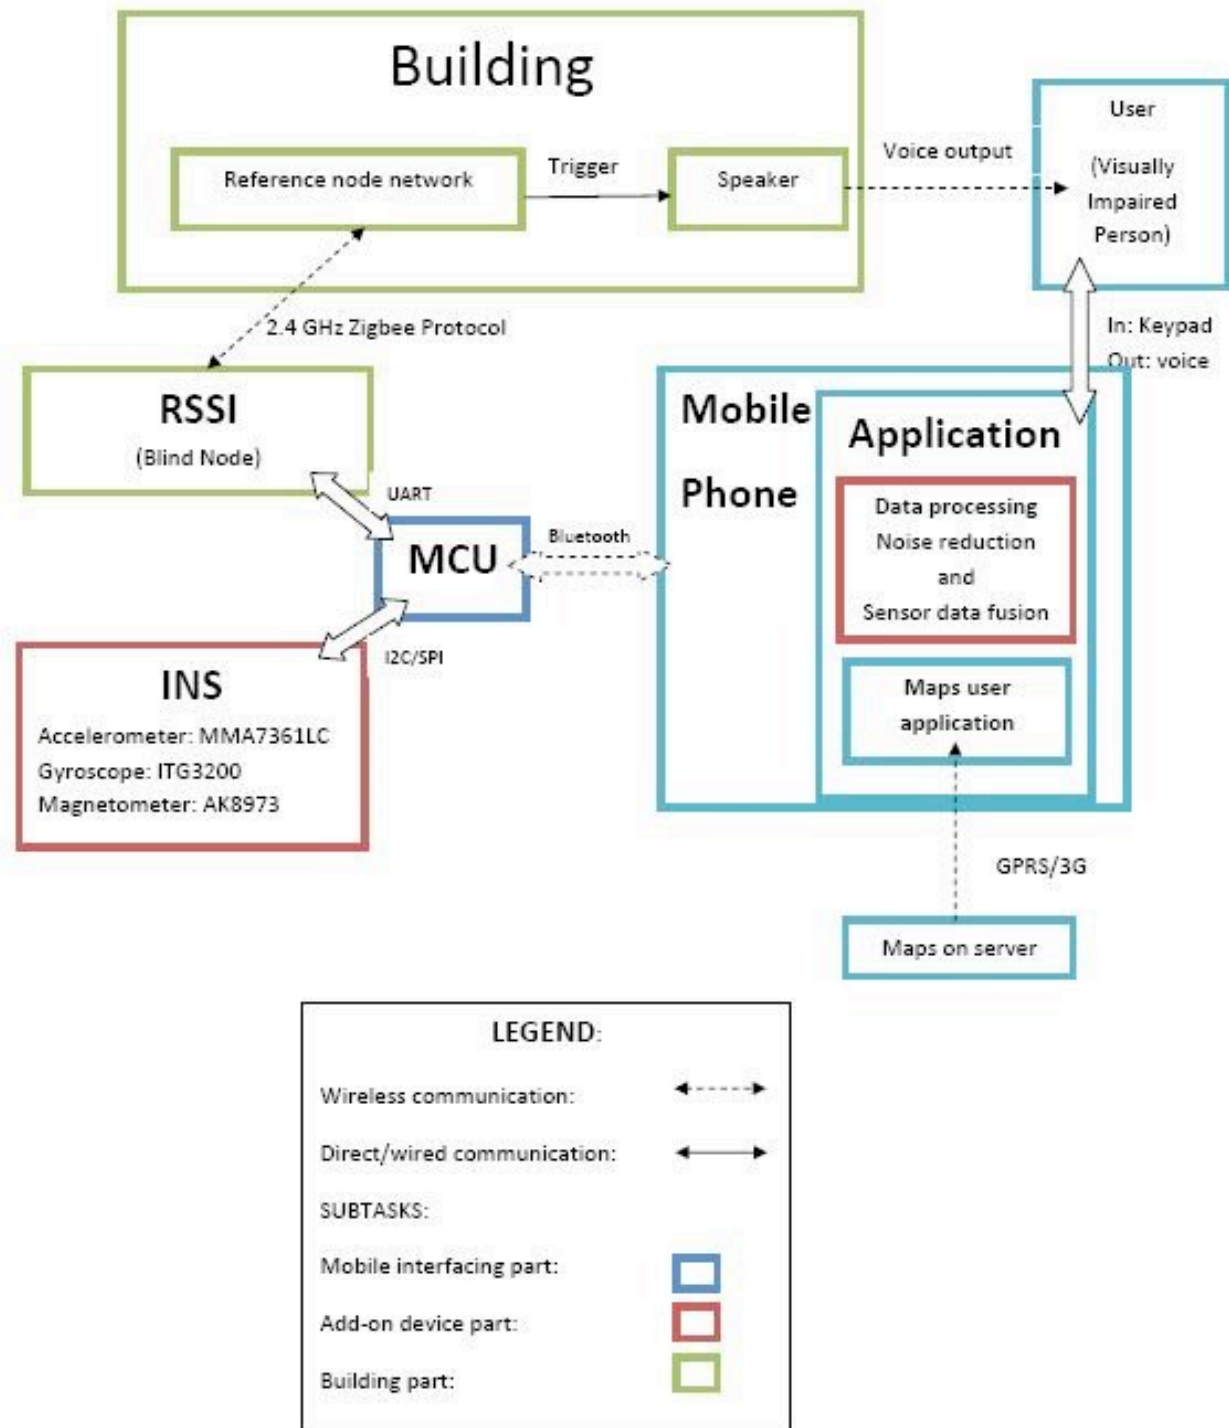 Building
Reference node network
Trigger
Speaker
Voice output
User
(Visually
Impaired
Person)
2.4 GHz Zigbee Protocol
In: Keypad
Out: voice
RSSI
(Blind Node)
UART
MCU
Bluetooth
I2C/SPI
INS
Accelerometer: MMA7361LC
Gyroscope: ITG3200
Magnetometer: AK8973
Mobile
Phone
Application
Data processing
Noise reduction
and
Sensor data fusion
Maps user
application
GPRS/3G
Maps on server
LEGEND:
Wireless communication:
Direct/wired communication:
SUBTASKS:
Mobile interfacing part:
Add-on device part:
Building part: